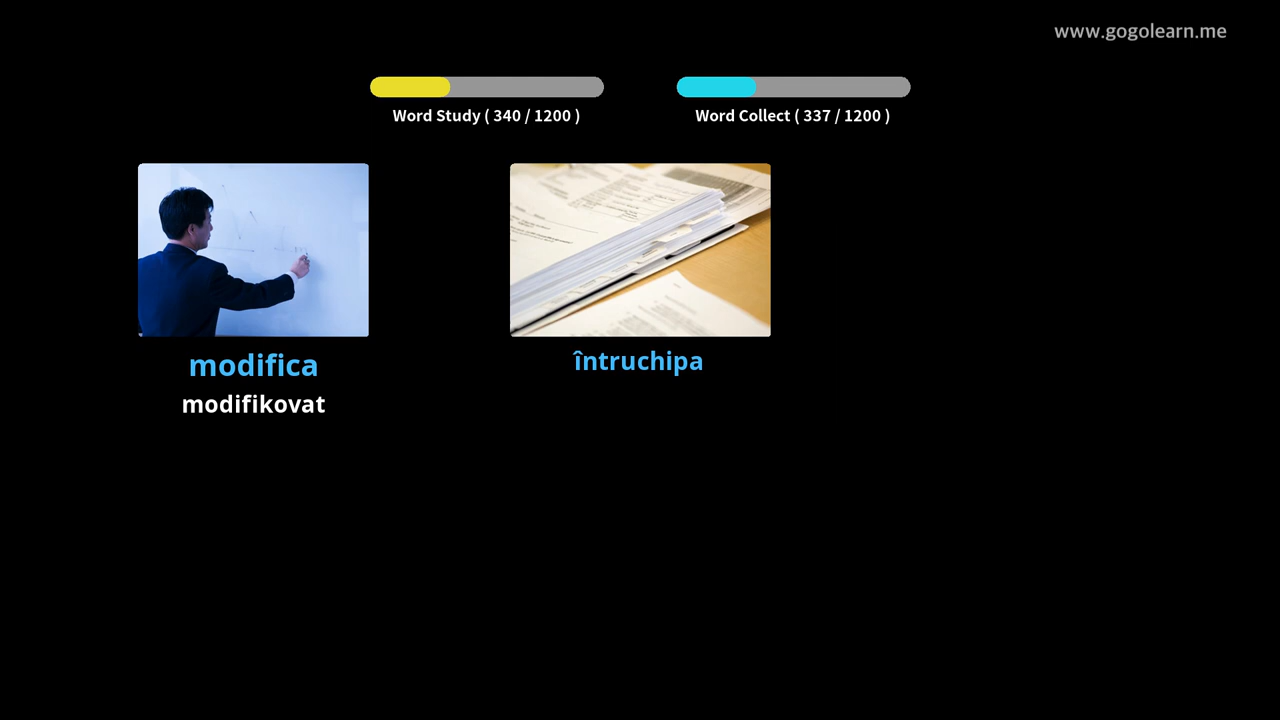 www.gogolearn.me
Word Study ( 340 / 1200 )
Word Collect ( 337 / 1200 )
modifica
modifikovat
întruchipa